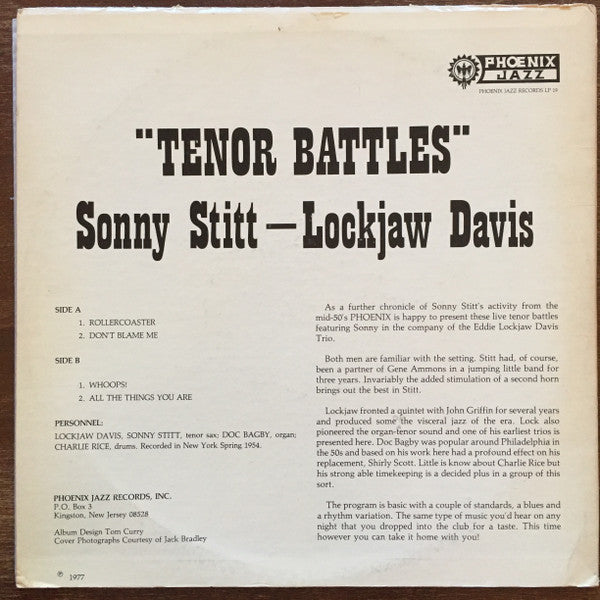 PHOENIX
JAZZ
PHOENIX JAZZ RECORDS LP 19
"TENOR BATTLES"
Sonny Stitt — Lockjaw Davis
SIDE A
1. ROLLERCOASTER
2. DON'T BLAME ME
SIDE B
1. WHOOPS!
2. ALL THE THINGS YOU ARE
PERSONNEL:
LOCKJAW DAVIS, SONNY STITT, tenor sax; DOC BAGBY, organ;
CHARLIE RICE, drums. Recorded in New York Spring 1954.
PHOENIX JAZZ RECORDS, INC.
P.O. Box 3
Kingston, New Jersey 08528
Album Design Tom Curry
Cover Photographs Courtesy of Jack Bradley
℗ 1977
As a further chronicle of Sonny Stitt's activity from the
mid-50's PHOENIX is happy to present these live tenor battles
featuring Sonny in the company of the Eddie Lockjaw Davis
Trio.
Both men are familiar with the setting. Stitt had, of course,
been a partner of Gene Ammons in a jumping little band for
three years. Invariably the added stimulation of a second horn
brings out the best in Stitt.
Lockjaw fronted a quintet with John Griffin for several years
and produced some the visceral jazz of the era. Lock also
pioneered the organ-tenor sound and one of his earliest trios is
presented here. Doc Bagby was popular around Philadelphia in
the 50s and based on his work here had a profound effect on his
replacement, Shirly Scott. Little is know about Charlie Rice but
his strong able timekeeping is a decided plus in a group of this
sort.
The program is basic with a couple of standards, a blues and
a rhythm variation. The same type of music you'd hear on any
night that you dropped into the club for a taste. This time
however you can take it home with you!